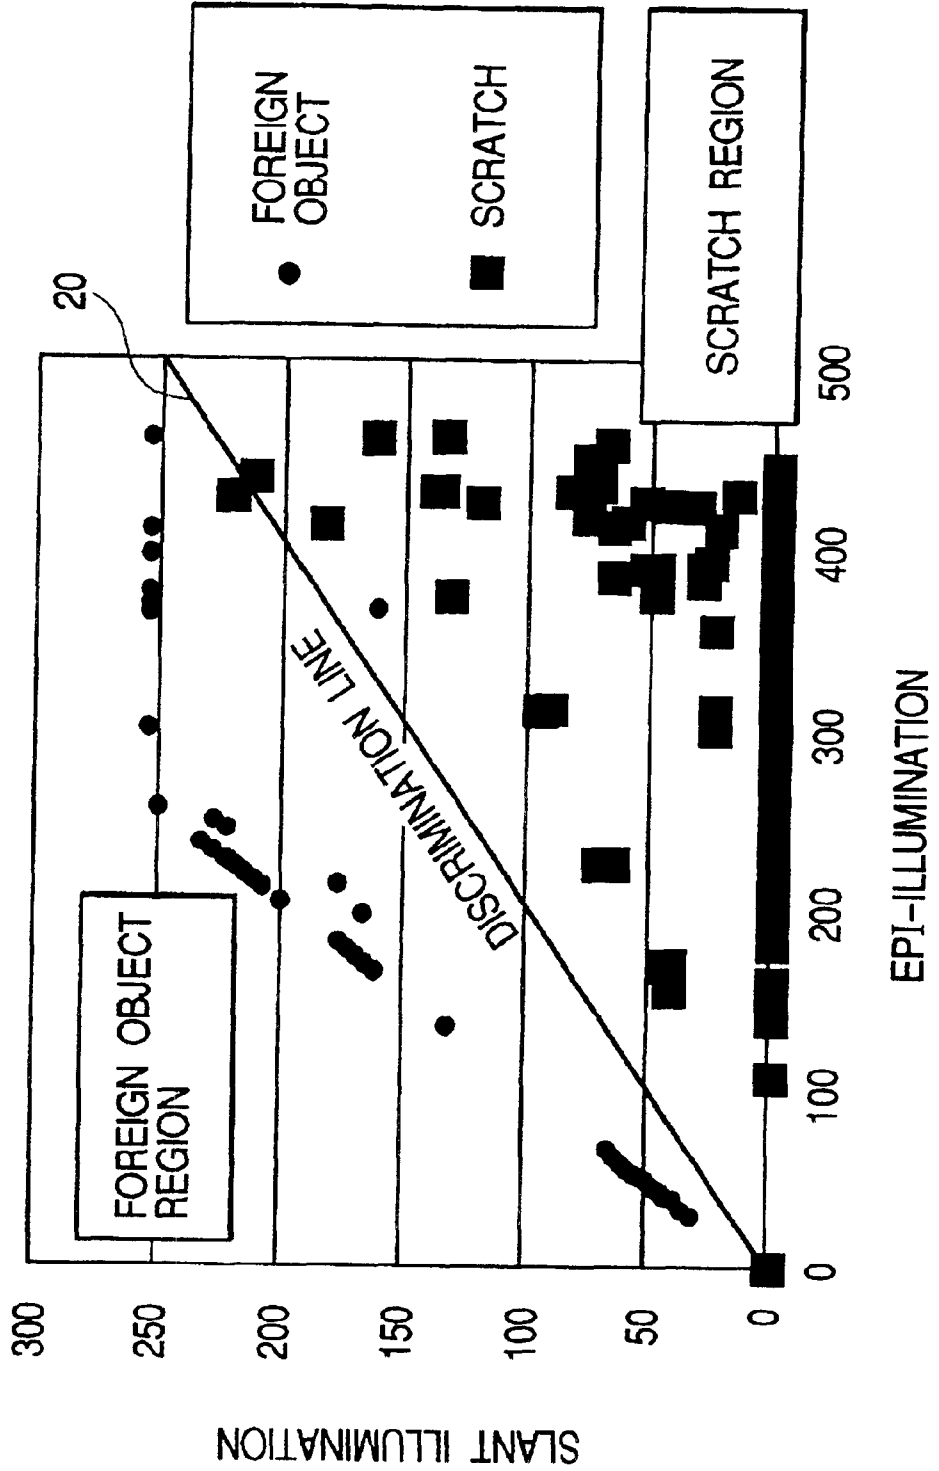 SLANT ILLUMINATION
300
250
200
150
100
50
0
FOREIGN OBJECT
REGION
DISCRIMINATION LINE
20
0
100
200
300
400
500
EPI-ILLUMINATION
FOREIGN
OBJECT
SCRATCH
SCRATCH REGION